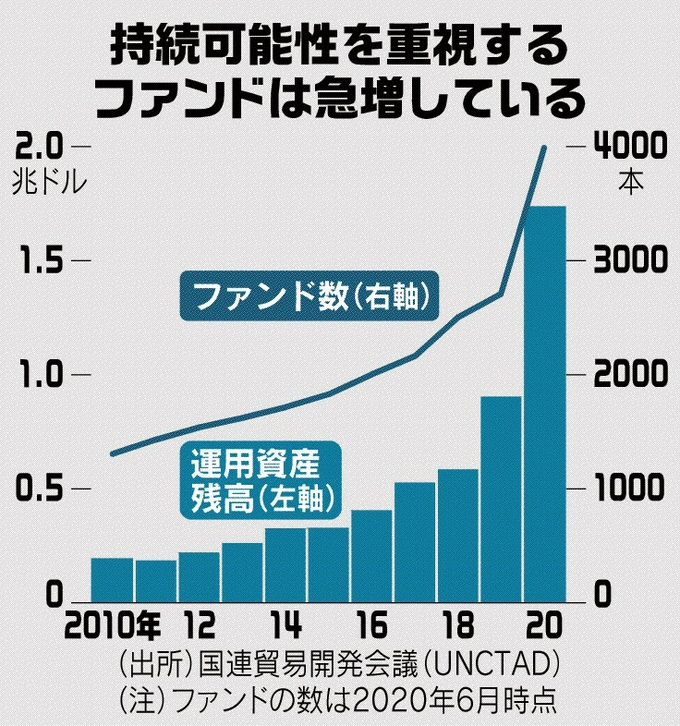 持続可能性を重視する
ファンドは急増している
2.0
兆ドル
1.5
1.0
0.5
0
4000
本
3000
2000
1000
0
ファンド数（右軸）
運用資産
残高（左軸）
2010年 12 14 16 18 20
（出所）国連貿易開発会議（UNCTAD）
（注）ファンドの数は2020年6月時点